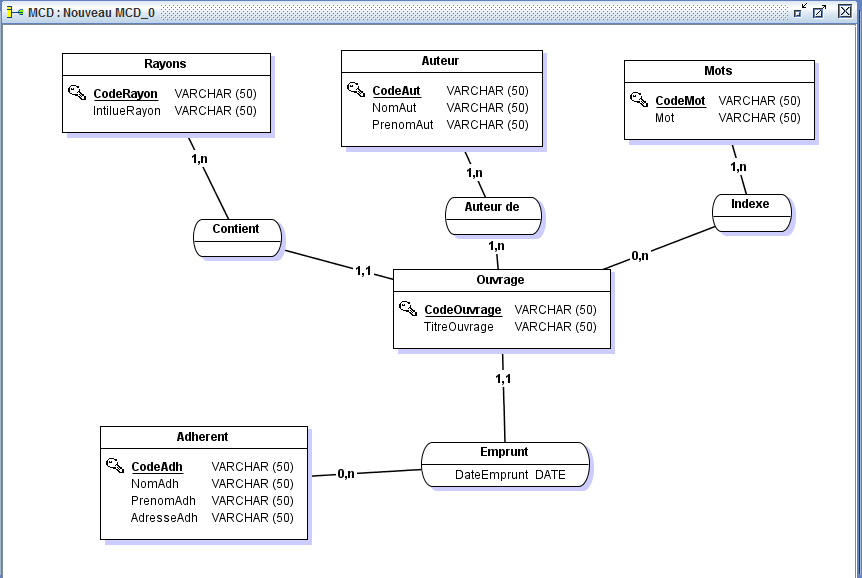 MCD : Nouveau MCD_0
Rayons
CodeRayon VARCHAR (50)
IntilueRayon VARCHAR (50)
Auteur
CodeAut VARCHAR (50)
NomAut VARCHAR (50)
PrenomAut VARCHAR (50)
Mots
CodeMot VARCHAR (50)
Mot VARCHAR (50)
1,n
1,n
1,n
Contient
Auteur de
Indexe
1,1
1,n
0,n
Ouvrage
CodeOuvrage VARCHAR (50)
TitreOuvrage VARCHAR (50)
1,1
Adherent
CodeAdh VARCHAR (50)
NomAdh VARCHAR (50)
PrenomAdh VARCHAR (50)
AdresseAdh VARCHAR (50)
0,n
Emprunt
DateEmprunt DATE